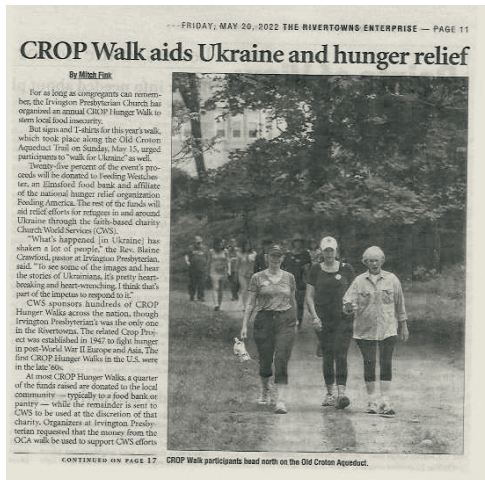 FRIDAY, MAY 20, 2022 THE RIVERTOWNS ENTERPRISE — PAGE 11
CROP Walk aids Ukraine and hunger relief
By Mitch Fink
For as long as congregants can remem-
ber, the Irvington Presbyterian Church has
organized an annual CROP Hunger Walk to
stem local food insecurity.
But signs and T-shirts for this year's walk,
which took place along the Old Croton
Aqueduct Trail on Sunday, May 15, urged
participants to "walk for Ukraine" as well.
Twenty-five percent of the event's pro-
ceeds will be donated to Feeding Westches-
ter, an Elmsford food bank and affiliate
of the national hunger relief organization
Feeding America. The rest of the funds will
aid relief efforts for refugees in and around
Ukraine through the faith-based charity
Church World Services (CWS).
"What's happened [in Ukraine] has
shaken a lot of people," the Rev. Blaine
Crawford, pastor at Irvington Presbyterian,
said. "To see some of the images and hear
the stories of Ukrainians, it's pretty heart-
breaking and heart-wrenching. I think that's
part of the impetus to respond to it."
CWS sponsors hundreds of CROP
Hunger Walks across the nation, though
Irvington Presbyterian's was the only one
in the Rivertowns. The related Crop Proj-
ect was established in 1947 to fight hunger
in post-World War II Europe and Asia. The
first CROP Hunger Walks in the U.S. were
in the late '60s.
At most CROP Hunger Walks, a quarter
of the funds raised are donated to the local
community — typically to a food bank or
pantry — while the remainder is sent to
CWS to be used at the discretion of that
charity. Organizers at Irvington Presby-
terian requested that the money from the
OCA walk be used to support CWS efforts
CONTINUED ON PAGE 17
CROP Walk participants head north on the Old Croton Aqueduct.